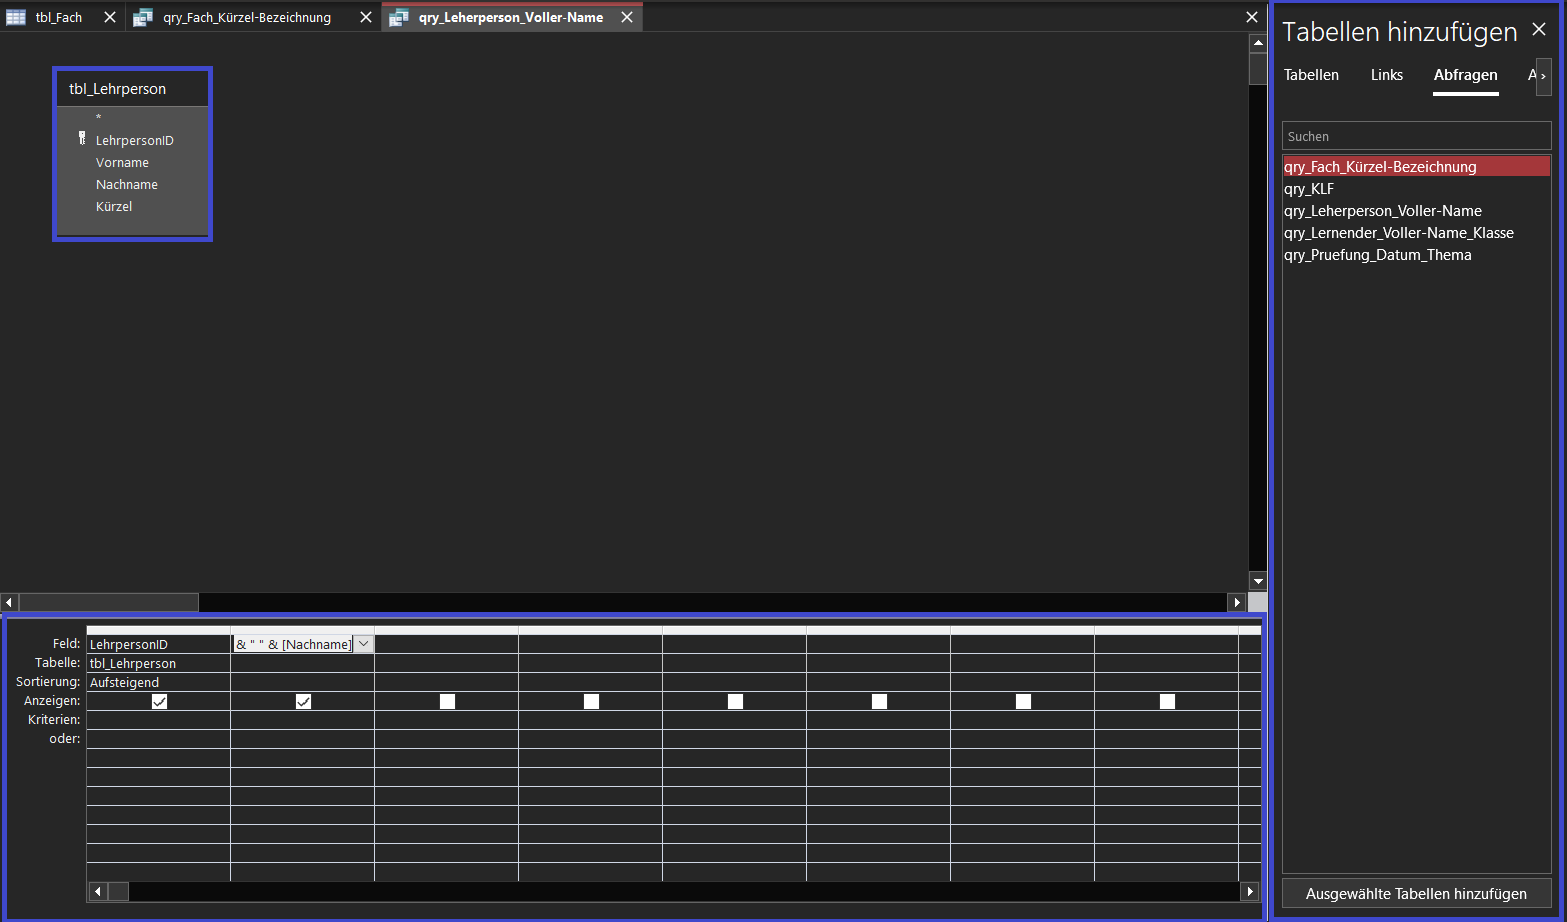 tbl_Fach
qry_Fach_Kürzel-Bezeichnung
qry_Leherperson_Voller-Name
tbl_Lehrperson
*
LehrpersonID
Vorname
Nachname
Kürzel
Feld: LehrpersonID & " " & [Nachname]
Tabelle: tbl_Lehrperson
Sortierung: Aufsteigend
Anzeigen:
Kriterien:
oder:
Tabellen hinzufügen
Tabellen Links Abfragen A
Suchen
qry_Fach_Kürzel-Bezeichnung
qry_KLF
qry_Leherperson_Voller-Name
qry_Lernender_Voller-Name_Klasse
qry_Pruefung_Datum_Thema
Ausgewählte Tabellen hinzufügen